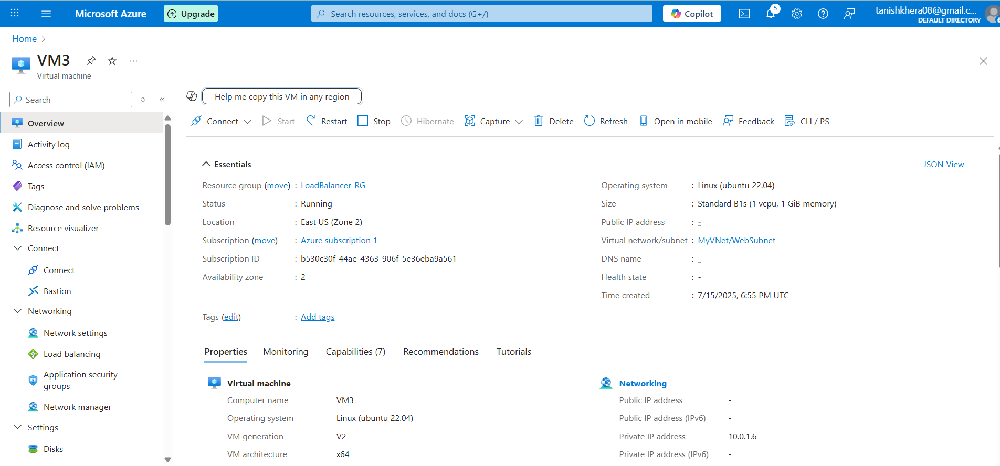 Microsoft Azure
Upgrade
Search resources, services, and docs (G+/)
Copilot
5
tanishkhera08@gmail.c...
DEFAULT DIRECTORY
Home
VM3
Virtual machine
Search
Help me copy this VM in any region
Connect Start Restart Stop Hibernate Capture Delete Refresh Open in mobile Feedback CLI / PS
Overview
Activity log
Access control (IAM)
Tags
Diagnose and solve problems
Resource visualizer
Connect
Connect
Bastion
Networking
Network settings
Load balancing
Application security
groups
Network manager
Settings
Disks
Essentials
JSON View
Resource group (move) : LoadBalancer-RG
Status : Running
Location : East US (Zone 2)
Subscription (move) : Azure subscription 1
Subscription ID : b530c30f-44ae-4363-906f-5e36eba9a561
Availability zone : 2
Operating system : Linux (ubuntu 22.04)
Size : Standard B1s (1 vcpu, 1 GiB memory)
Public IP address : -
Virtual network/subnet : MyVNet/WebSubnet
DNS name : -
Health state : -
Time created : 7/15/2025, 6:55 PM UTC
Tags (edit) : Add tags
Properties Monitoring Capabilities (7) Recommendations Tutorials
Virtual machine
Computer name VM3
Operating system Linux (ubuntu 22.04)
VM generation V2
VM architecture x64
Networking
Public IP address -
Public IP address (IPv6) -
Private IP address 10.0.1.6
Private IP address (IPv6) -